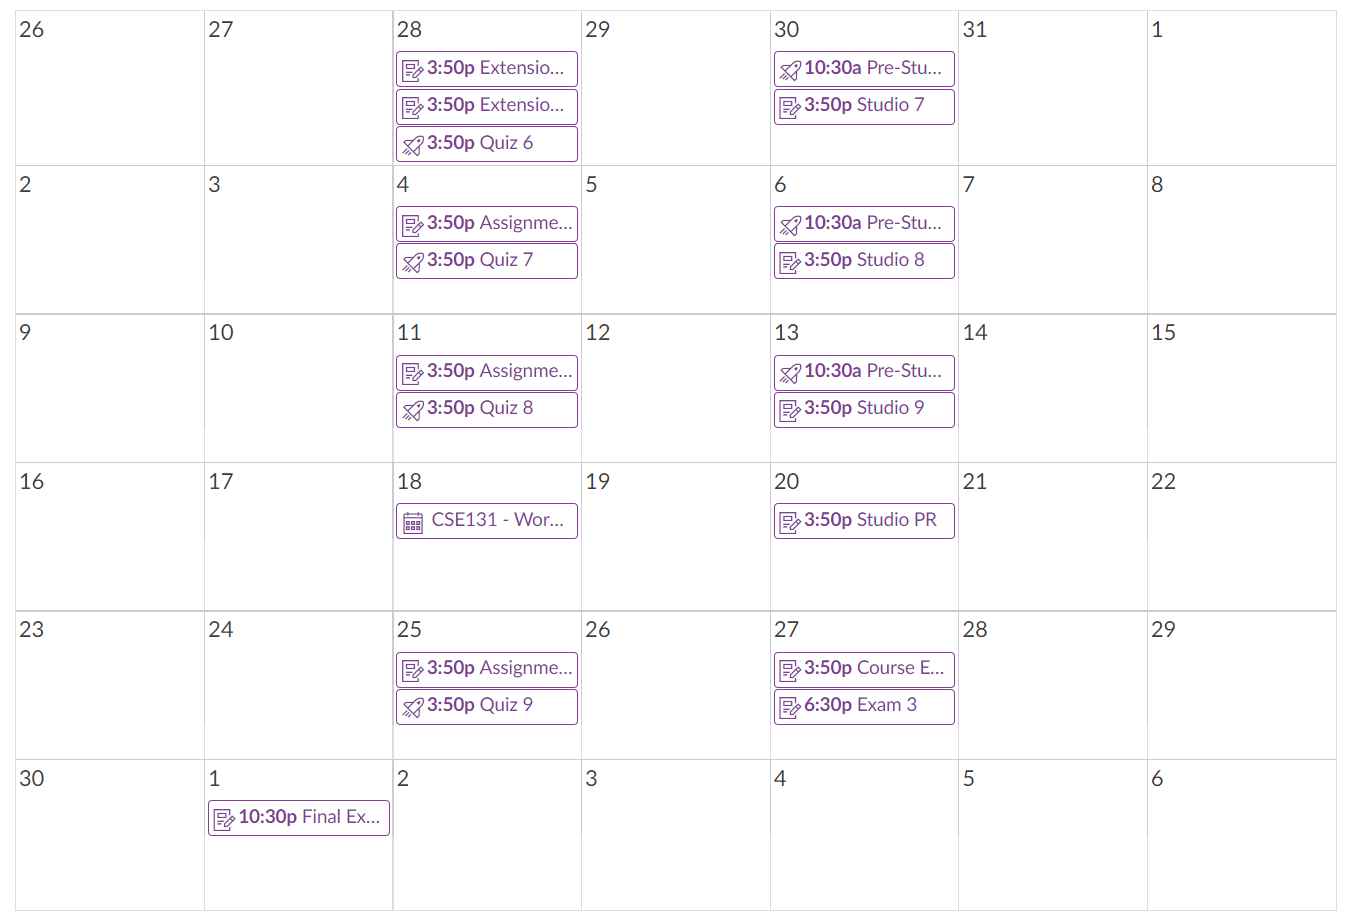 26 27 28 29 30 31 1
3:50p Extensio... 10:30a Pre-Stu...
3:50p Extensio... 3:50p Studio 7
3:50p Quiz 6
2 3 4 5 6 7 8
3:50p Assignme... 10:30a Pre-Stu...
3:50p Quiz 7 3:50p Studio 8
9 10 11 12 13 14 15
3:50p Assignme... 10:30a Pre-Stu...
3:50p Quiz 8 3:50p Studio 9
16 17 18 19 20 21 22
CSE131 - Wor... 3:50p Studio PR
23 24 25 26 27 28 29
3:50p Assignme... 3:50p Course E...
3:50p Quiz 9 6:30p Exam 3
30 1 2 3 4 5 6
10:30p Final Ex...